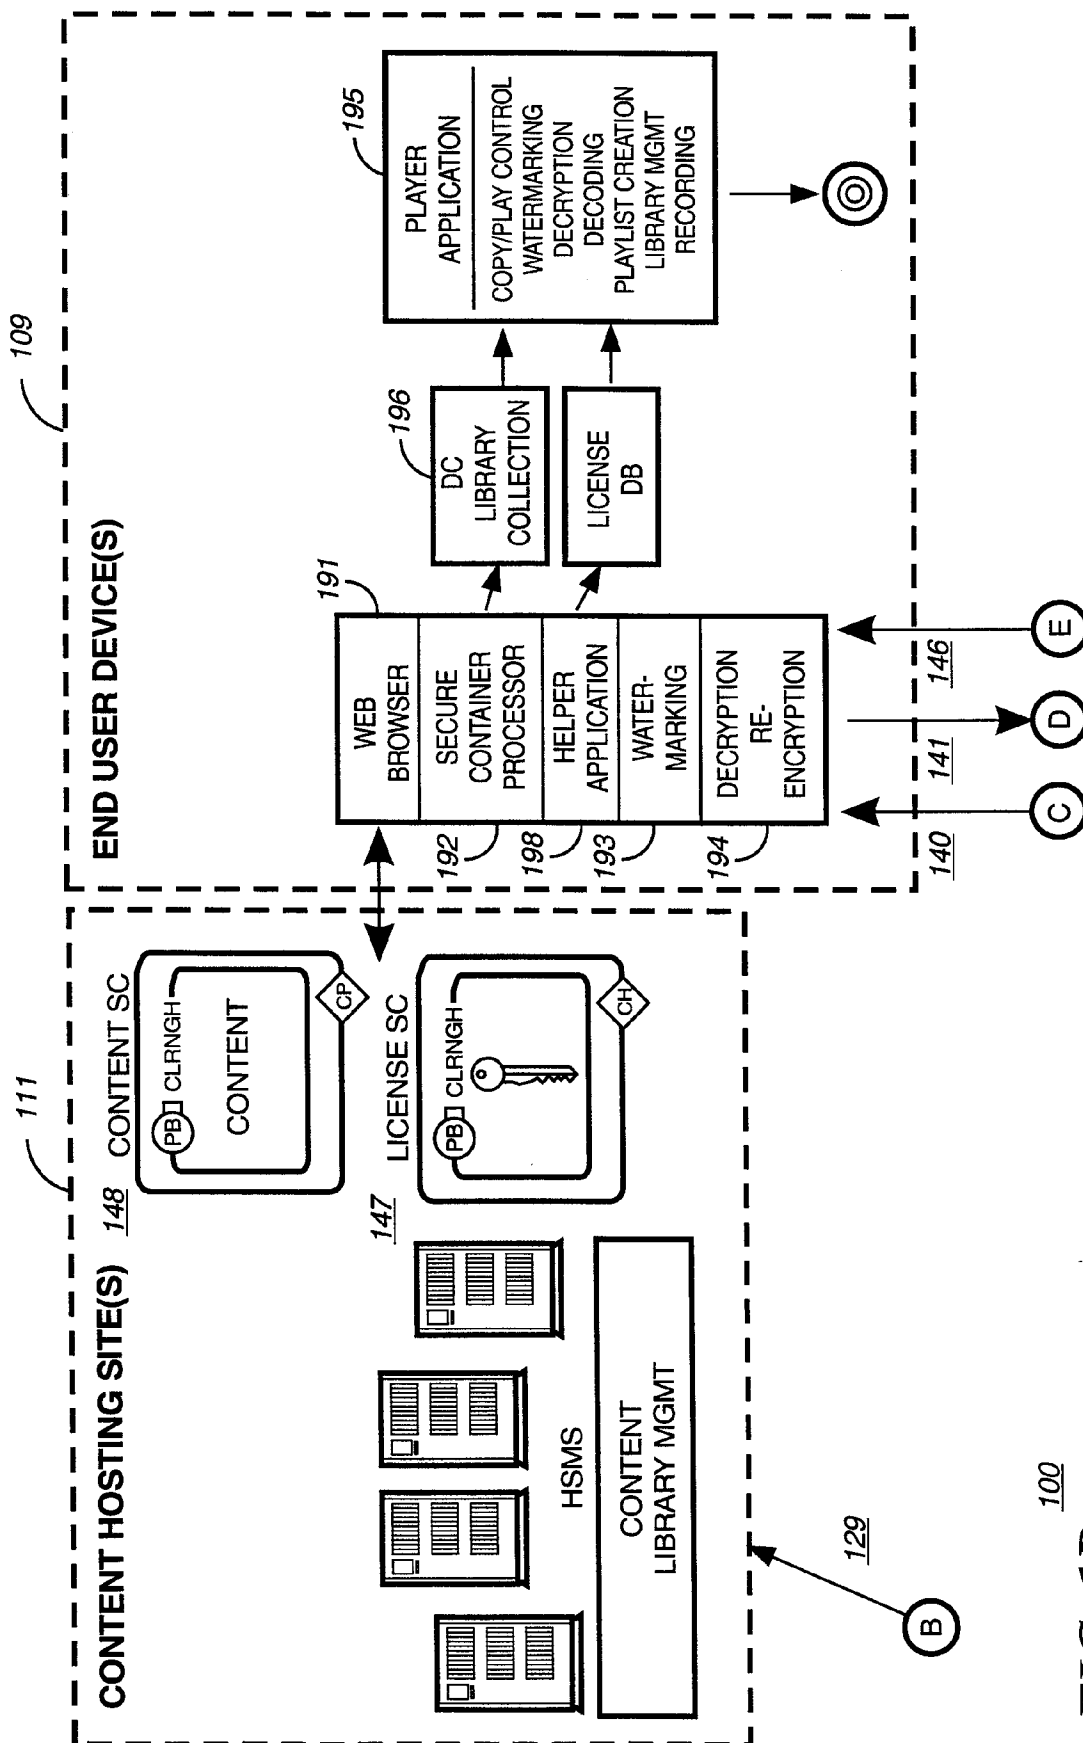 109
111
END USER DEVICE(S)
195
PLAYER
APPLICATION
COPY/PLAY CONTROL
WATERMARKING
DECRYPTION
DECODING
PLAYLIST CREATION
LIBRARY MGMT
RECORDING
196
DC
LIBRARY
COLLECTION
LICENSE
DB
191
WEB
BROWSER
SECURE
CONTAINER
PROCESSOR
HELPER
APPLICATION
WATER-
MARKING
DECRYPTION
RE-
ENCRYPTION
192
198
193
194
140
141
146
C
D
E
CONTENT HOSTING SITE(S)
148
CONTENT SC
PB
CLRNGH
CONTENT
CP
147
LICENSE SC
PB
CLRNGH
CH
HSMS
CONTENT
LIBRARY MGMT
129
B
100